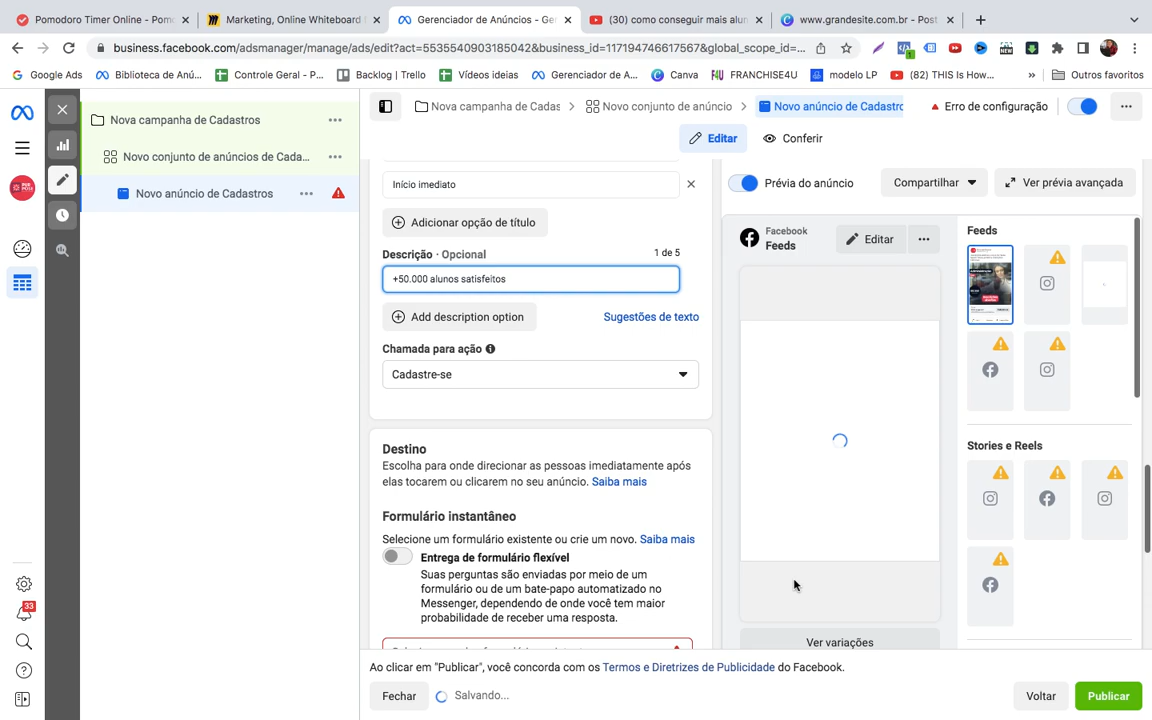 Pomodoro Timer Online - Pomo
Marketing, Online Whiteboard
Gerenciador de Anúncios - Ger
(30) como conseguir mais alun
www.grandesite.com.br - Post
business.facebook.com/adsmanager/manage/ads/edit?act=5535540903185042&business_id=117194746617567&global_scope_id=...
Google Ads
Biblioteca de Anú...
Controle Geral - P...
Backlog | Trello
Vídeos ideias
Gerenciador de A...
Canva
FRANCHISE4U
modelo LP
(82) THIS Is How...
»
Outros favoritos
Nova campanha de Cadastros
Novo conjunto de anúncios de Cada...
Novo anúncio de Cadastros
33
Nova campanha de Cadas
Novo conjunto de anúncio
Novo anúncio de Cadastro
Erro de configuração
Editar
Conferir
Início imediato
Adicionar opção de título
Descrição · Opcional
1 de 5
+50.000 alunos satisfeitos
Add description option
Sugestões de texto
Chamada para ação
Cadastre-se
Destino
Escolha para onde direcionar as pessoas imediatamente após
elas tocarem ou clicarem no seu anúncio. Saiba mais
Formulário instantâneo
Selecione um formulário existente ou crie um novo. Saiba mais
Entrega de formulário flexível
Suas perguntas são enviadas por meio de um
formulário ou de um bate-papo automatizado no
Messenger, dependendo de onde você tem maior
probabilidade de receber uma resposta.
Prévia do anúncio
Compartilhar
Ver prévia avançada
Facebook
Feeds
Editar
Ver variações
Feeds
Stories e Reels
Ao clicar em "Publicar", você concorda com os Termos e Diretrizes de Publicidade do Facebook.
Fechar
Salvando...
Voltar
Publicar